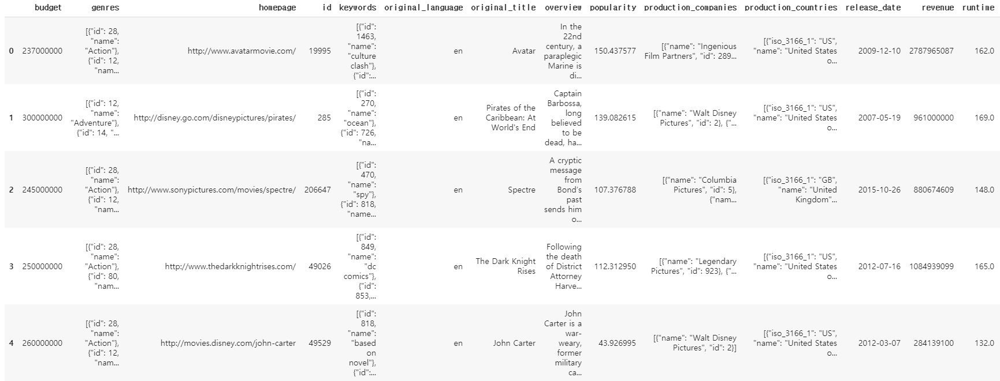 budget genres homepage id keywords original_language original_title overview popularity production_companies production_countries release_date revenue runtime
0
237000000
[{"id": 28,
"name":
"Action"},
{"id": 12,
"nam...
http://www.avatarmovie.com/
19995
[{"id":
1463,
"name":
"culture
clash"},
{"id":...
en
Avatar
In the
22nd
century, a
paraplegic
Marine is
di...
150.437577
[{"name": "Ingenious
Film Partners", "id": 289...
[{"iso_3166_1": "US",
"name": "United States
o...
2009-12-10
2787965087
162.0
1
300000000
[{"id": 12,
"name":
"Adventure"},
{"id": 14, "...
http://disney.go.com/disneypictures/pirates/
285
[{"id":
270,
"name":
"ocean"},
{"id": 726,
"na...
en
Pirates of the
Caribbean: At
World's End
Captain
Barbossa,
long
believed
to be
dead, ha...
139.082615
[{"name": "Walt Disney
Pictures", "id": 2}, {"...
[{"iso_3166_1": "US",
"name": "United States
o...
2007-05-19
961000000
169.0
2
245000000
[{"id": 28,
"name":
"Action"},
{"id": 12,
"nam...
http://www.sonypictures.com/movies/spectre/
206647
[{"id":
470,
"name":
"spy"},
{"id": 818,
"name...
en
Spectre
A cryptic
message
from
Bond's
past
sends him
o...
107.376788
[{"name": "Columbia
Pictures", "id": 5},
{"nam...
[{"iso_3166_1": "GB",
"name": "United
Kingdom"...
2015-10-26
880674609
148.0
3
250000000
[{"id": 28,
"name":
"Action"},
{"id": 80,
"nam...
http://www.thedarkknightrises.com/
49026
[{"id":
849,
"name":
"dc
comics"},
{"id":
853,...
en
The Dark Knight
Rises
Following
the death
of District
Attorney
Harve...
112.312950
[{"name": "Legendary
Pictures", "id": 923}, {"...
[{"iso_3166_1": "US",
"name": "United States
o...
2012-07-16
1084939099
165.0
4
260000000
[{"id": 28,
"name":
"Action"},
{"id": 12,
"nam...
http://movies.disney.com/john-carter
49529
[{"id":
818,
"name":
"based
on
novel"},
{"id":...
en
John Carter
John
Carter is a
war-
weary,
former
military
ca...
43.926995
[{"name": "Walt Disney
Pictures", "id": 2}]
[{"iso_3166_1": "US",
"name": "United States
o...
2012-03-07
284139100
132.0